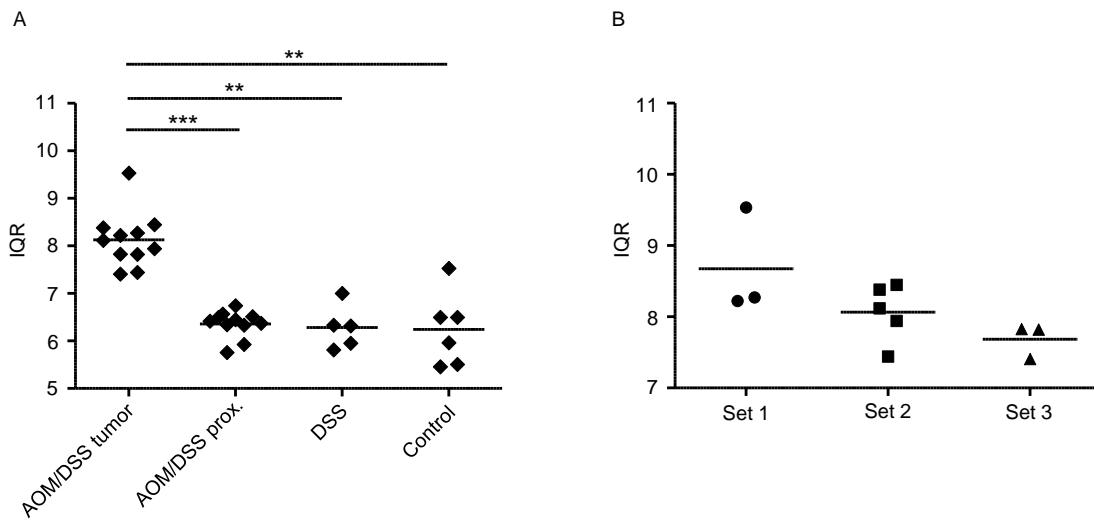 A
**
**
***
11
10
9
8
7
6
5
IQR
AOM/DSS tumor
AOM/DSS prox.
DSS
Control
B
11
10
9
8
7
IQR
Set 1
Set 2
Set 3